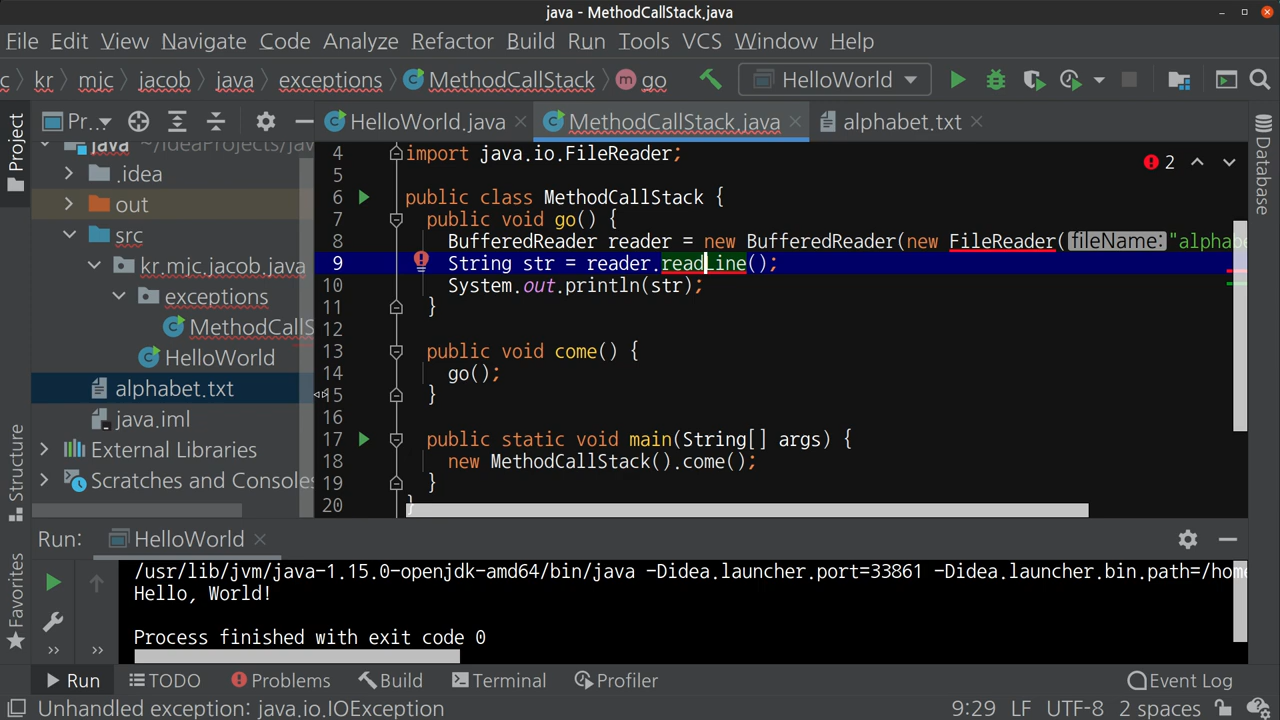 java - MethodCallStack.java
File Edit View Navigate Code Analyze Refactor Build Run Tools VCS Window Help
c kr mjc jacob java exceptions MethodCallStack m go HelloWorld
Project
Pr... HelloWorld.java MethodCallStack.java alphabet.txt
Database
java ~/IdeaProjects/jav
.idea
out
src
kr.mjc.jacob.java
exceptions
MethodCallS
HelloWorld
alphabet.txt
java.iml
External Libraries
Scratches and Consoles
2
4 import java.io.FileReader;
5
6 public class MethodCallStack {
7 public void go() {
8 BufferedReader reader = new BufferedReader(new FileReader( fileName: "alphabe
9 String str = reader.readLine();
10 System.out.println(str);
11 }
12
13 public void come() {
14 go();
15 }
16
17 public static void main(String[] args) {
18 new MethodCallStack().come();
19 }
20 }
Structure
Favorites
Run: HelloWorld
/usr/lib/jvm/java-1.15.0-openjdk-amd64/bin/java -Didea.launcher.port=33861 -Didea.launcher.bin.path=/home
Hello, World!
Process finished with exit code 0
Run TODO Problems Build Terminal Profiler Event Log
Unhandled exception: java.io.IOException 9:29 LF UTF-8 2 spaces